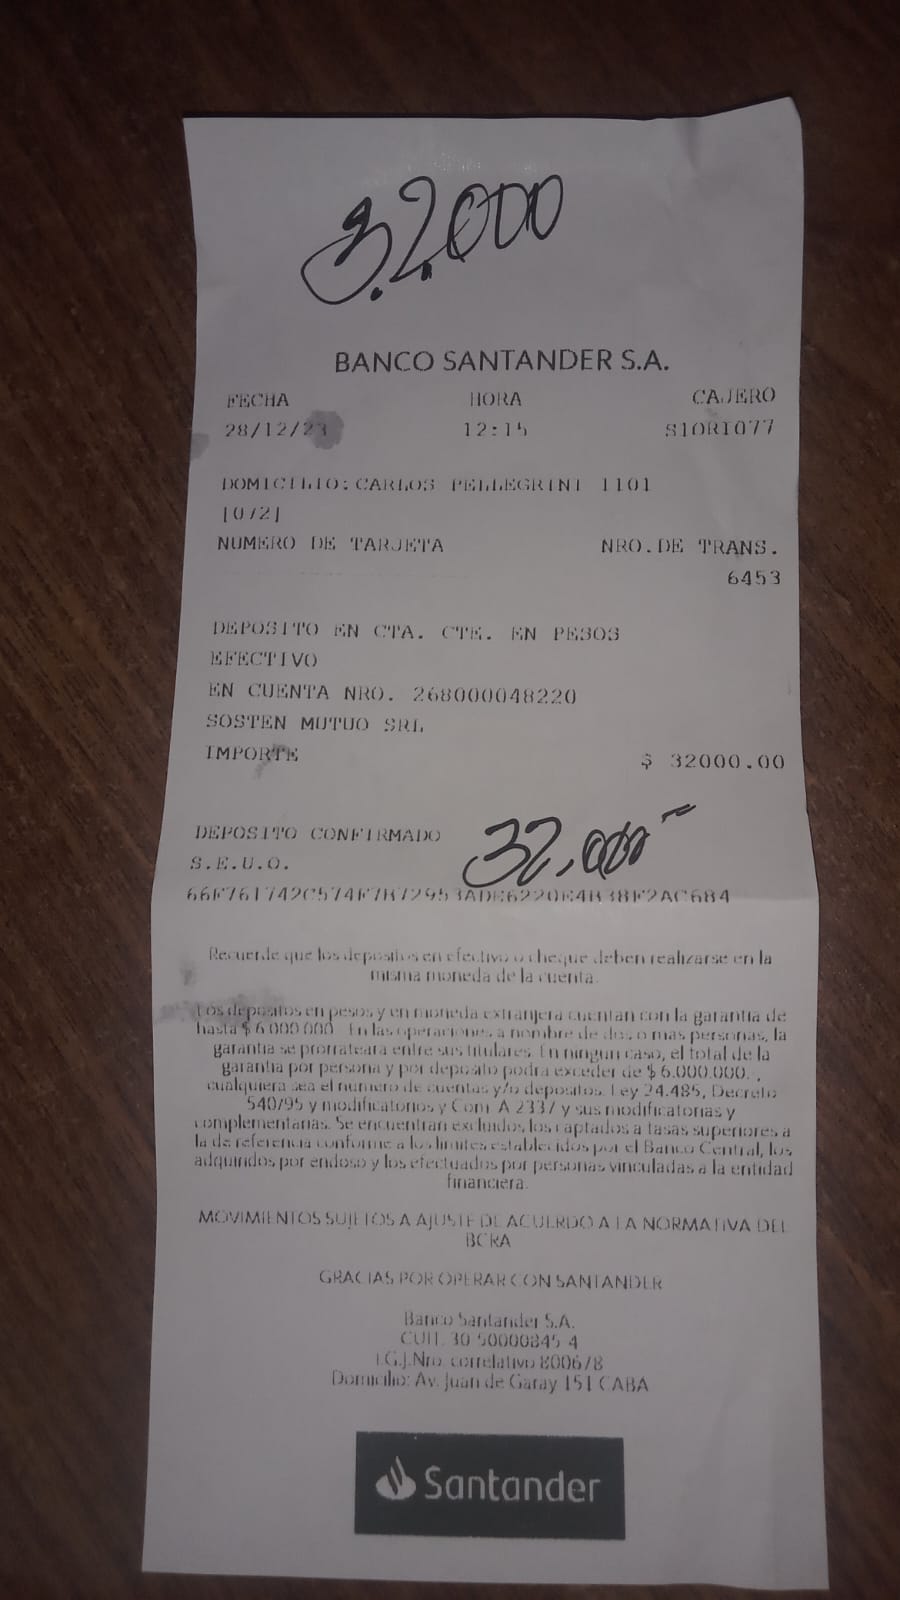 32.000
BANCO SANTANDER S.A.
FECHA HORA CAJERO
28/12/23 12:15 S1ORI077
DOMICILIO: CARLOS PELLEGRINI 1101
[072]
NUMERO DE TARJETA NRO.DE TRANS.
6453
DEPOSITO EN CTA. CTE. EN PESOS
EFECTIVO
EN CUENTA NRO. 268000048220
SOSTEN MUTUO SRL
IMPORTE $ 32000.00
DEPOSITO CONFIRMADO 32.000
S.E.U.O.
Recuerde que los depositos en efectivo o cheque deben realizarse en la
misma moneda de la cuenta.
Los depositos en pesos y en moneda extranjera cuentan con la garantia de
hasta $ 6.000.000. En las operaciones a nombre de dos o mas personas, la
garantia se prorrateara entre sus titulares. En ningun caso, el total de la
garantia por persona y por deposito podra exceder de $ 6.000.000. ,
cualquiera sea el numero de cuentas y/o depositos. Ley 24.485, Decreto
540/95 y modificatorios y Com. A 2337 y sus modificatorias y
complementarias. Se encuentran excluidos los captados a tasas superiores a
la de referencia conforme a los limites establecidos por el Banco Central, los
adquiridos por endoso y los efectuados por personas vinculadas a la entidad
financiera.
MOVIMIENTOS SUJETOS A AJUSTE DE ACUERDO A LA NORMATIVA DEL
BCRA
GRACIAS POR OPERAR CON SANTANDER
Banco Santander S.A.
CUIT. 30 50000845 4
I.G.J.Nro. correlativo 800678
Domicilio: Av. Juan de Garay 151 CABA
Santander